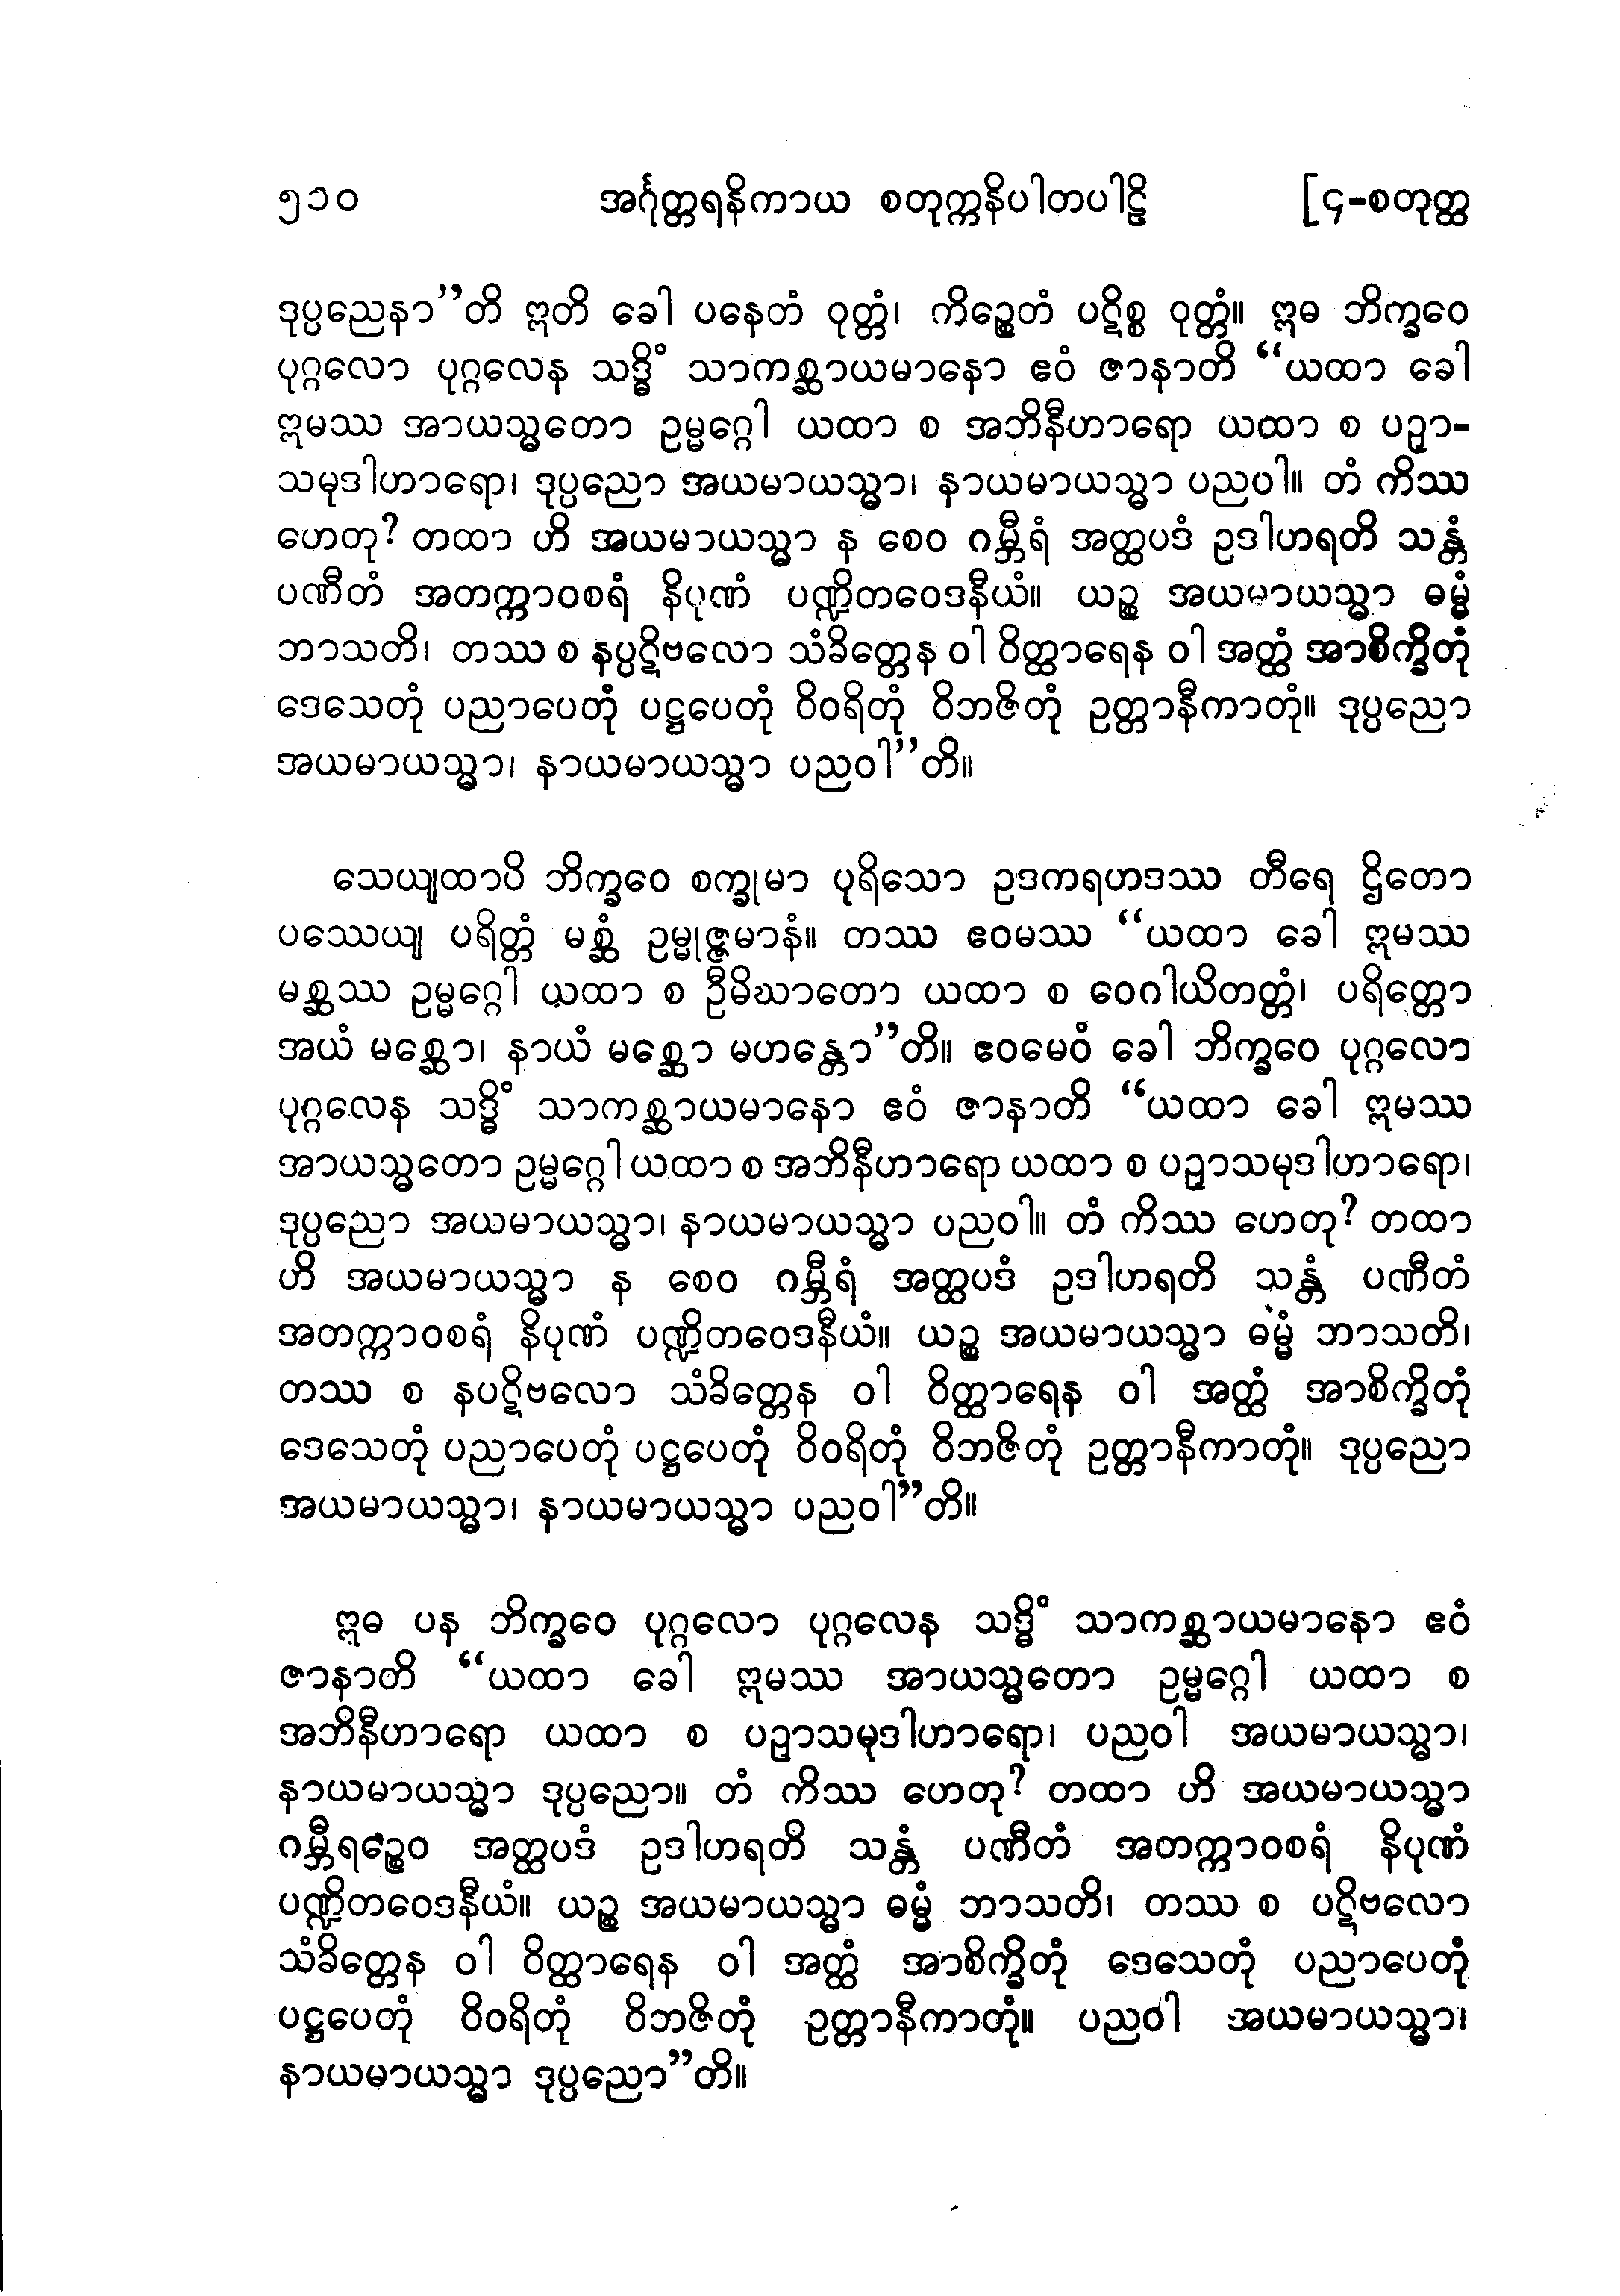 ၅၁၀ အင်္ဂုတ္တရနိကာယ စတုက္ကနိပါတပါဠိ [၄-စတုတ္ထ
ဒုပ္ပညေနာ”တိ ဣတိ ခေါ ပနေတံ ဝုတ္တံ၊ ကိဉ္စေတံ ပဋိစ္စ ဝုတ္တံ။ ဣဓ ဘိက္ခဝေ
ပုဂ္ဂလော ပုဂ္ဂလေန သဒ္ဓိံ သာကစ္ဆာယမာနော ဧဝံ ဇာနာတိ “ယထာ ခေါ
ဣမဿ အာယသ္မတော ဥမ္မဂ္ဂေါ ယထာ စ အဘိနီဟာရော ယထာ စ ပဉှာ-
သမုဒါဟာရော၊ ဒုပ္ပညော အယမာယသ္မာ၊ နာယမာယသ္မာ ပညဝါ။ တံ ကိဿ
ဟေတု? တထာ ဟိ အယမာယသ္မာ န စေဝ ဂမ္ဘီရံ အတ္ထပဒံ ဥဒါဟရတိ သန္တံ
ပဏီတံ အတက္ကာဝစရံ နိပုဏံ ပဏ္ဍိတဝေဒနီယံ။ ယဉ္စ အယမာယသ္မာ ဓမ္မံ
ဘာသတိ၊ တဿ စ နပ္ပဋိဗလော သံခိတ္တေန ဝါ ဝိတ္ထာရေန ဝါ အတ္ထံ အာစိက္ခိတုံ
ဒေသေတုံ ပညာပေတုံ ပဋ္ဌပေတုံ ဝိဝရိတုံ ဝိဘဇိတုံ ဥတ္တာနီကာတုံ။ ဒုပ္ပညော
အယမာယသ္မာ၊ နာယမာယသ္မာ ပညဝါ”တိ။
သေယျထာပိ ဘိက္ခဝေ စက္ခုမာ ပုရိသော ဥဒကရဟဒဿ တီရေ ဌိတော
ပဿေယျ ပရိတ္တံ မစ္ဆံ ဥမ္မုဇ္ဇမာနံ။ တဿ ဧဝမဿ “ယထာ ခေါ ဣမဿ
မစ္ဆဿ ဥမ္မဂ္ဂေါ ယထာ စ ဦမိဃာတော ယထာ စ ဝေဂါယိတတ္တံ၊ ပရိတ္တော
အယံ မစ္ဆော၊ နာယံ မစ္ဆော မဟန္တော”တိ။ ဧဝမေဝံ ခေါ ဘိက္ခဝေ ပုဂ္ဂလော
ပုဂ္ဂလေန သဒ္ဓိံ သာကစ္ဆာယမာနော ဧဝံ ဇာနာတိ “ယထာ ခေါ ဣမဿ
အာယသ္မတော ဥမ္မဂ္ဂေါ ယထာ စ အဘိနီဟာရော ယထာ စ ပဉှာသမုဒါဟာရော၊
ဒုပ္ပညော အယမာယသ္မာ၊ နာယမာယသ္မာ ပညဝါ။ တံ ကိဿ ဟေတု? တထာ
ဟိ အယမာယသ္မာ န စေဝ ဂမ္ဘီရံ အတ္ထပဒံ ဥဒါဟရတိ သန္တံ ပဏီတံ
အတက္ကာဝစရံ နိပုဏံ ပဏ္ဍိတဝေဒနီယံ။ ယဉ္စ အယမာယသ္မာ ဓမ္မံ ဘာသတိ၊
တဿ စ နပဋိဗလော သံခိတ္တေန ဝါ ဝိတ္ထာရေန ဝါ အတ္ထံ အာစိက္ခိတုံ
ဒေသေတုံ ပညာပေတုံ ပဋ္ဌပေတုံ ဝိဝရိတုံ ဝိဘဇိတုံ ဥတ္တာနီကာတုံ။ ဒုပ္ပညော
အယမာယသ္မာ၊ နာယမာယသ္မာ ပညဝါ”တိ။
ဣဓ ပန ဘိက္ခဝေ ပုဂ္ဂလော ပုဂ္ဂလေန သဒ္ဓိံ သာကစ္ဆာယမာနော ဧဝံ
ဇာနာတိ “ယထာ ခေါ ဣမဿ အာယသ္မတော ဥမ္မဂ္ဂေါ ယထာ စ
အဘိနီဟာရော ယထာ စ ပဉှာသမုဒါဟာရော၊ ပညဝါ အယမာယသ္မာ၊
နာယမာယသ္မာ ဒုပ္ပညော။ တံ ကိဿ ဟေတု? တထာ ဟိ အယမာယသ္မာ
ဂမ္ဘီရဉ္စေဝ အတ္ထပဒံ ဥဒါဟရတိ သန္တံ ပဏီတံ အတက္ကာဝစရံ နိပုဏံ
ပဏ္ဍိတဝေဒနီယံ။ ယဉ္စ အယမာယသ္မာ ဓမ္မံ ဘာသတိ၊ တဿ စ ပဋိဗလော
သံခိတ္တေန ဝါ ဝိတ္ထာရေန ဝါ အတ္ထံ အာစိက္ခိတုံ ဒေသေတုံ ပညာပေတုံ
ပဋ္ဌပေတုံ ဝိဝရိတုံ ဝိဘဇိတုံ ဥတ္တာနီကာတုံ။ ပညဝါ အယမာယသ္မာ၊
နာယမာယသ္မာ ဒုပ္ပညော”တိ။